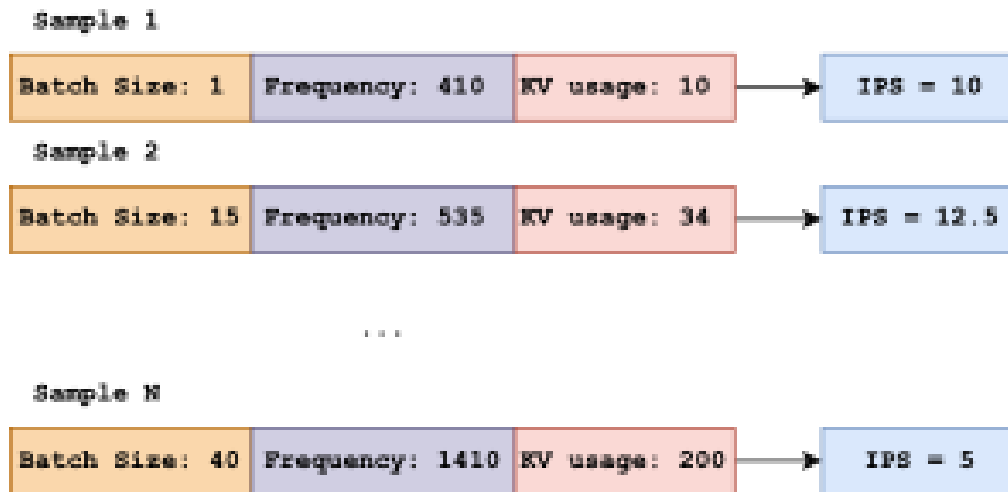 Sample 1
Batch Size: 1 Frequency: 410 KV usage: 10 IPS = 10
Sample 2
Batch Size: 15 Frequency: 535 KV usage: 34 IPS = 12.5
...
Sample N
Batch Size: 40 Frequency: 1410 KV usage: 200 IPS = 5